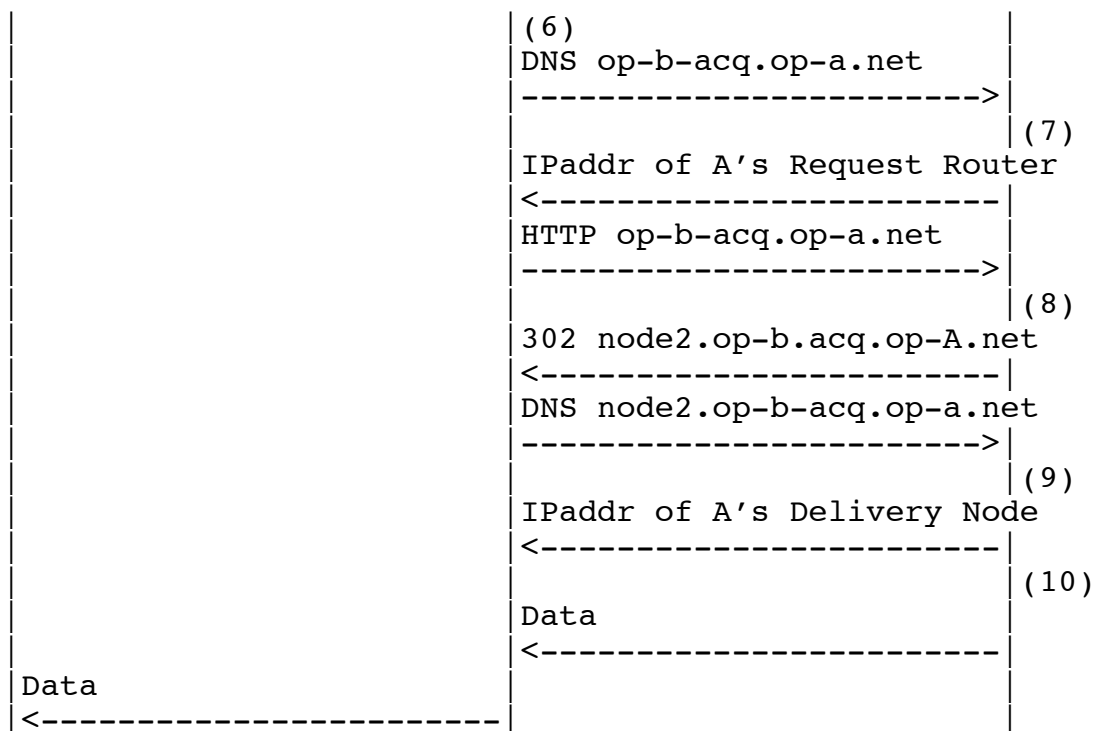 (6)
DNS op-b-acq.op-a.net
------------------------>
(7)
IPaddr of A's Request Router
<------------------------
HTTP op-b-acq.op-a.net
------------------------>
(8)
302 node2.op-b.acq.op-A.net
<------------------------
DNS node2.op-b-acq.op-a.net
------------------------>
(9)
IPaddr of A's Delivery Node
<------------------------
(10)
Data
<------------------------
Data
<------------------------